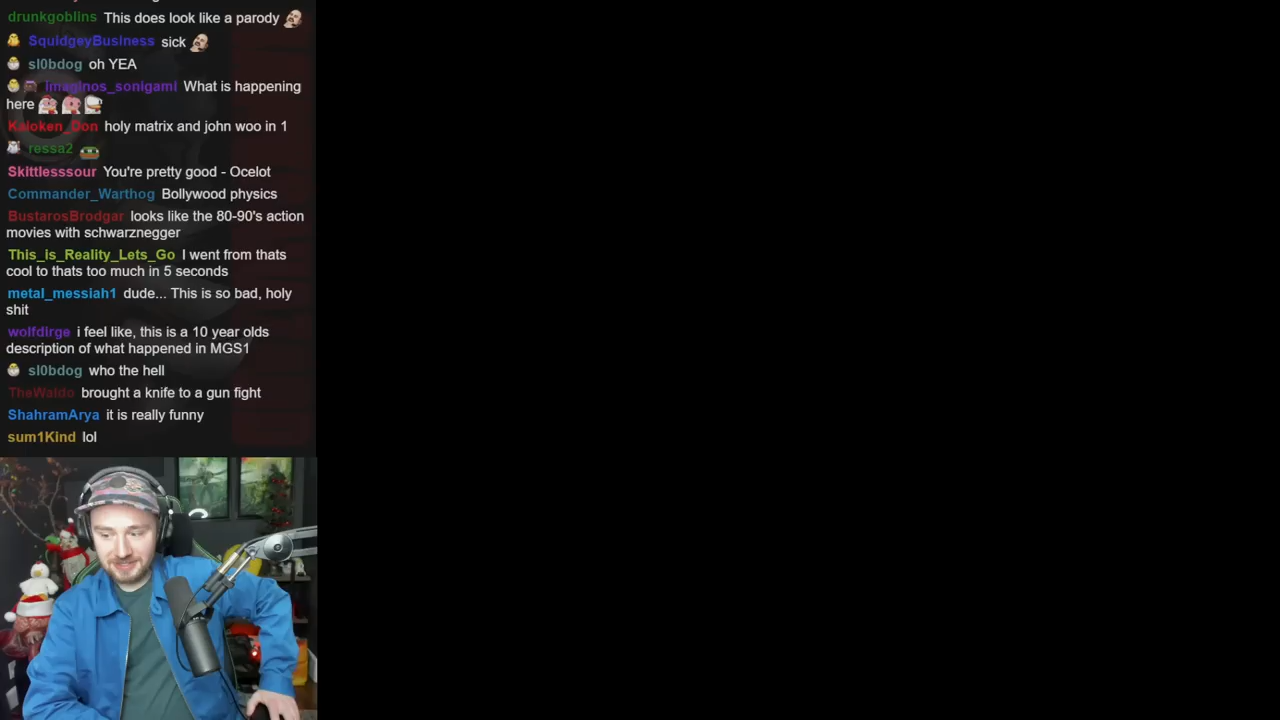 drunkgoblins This does look like a parody
SquidgeyBusiness sick
sl0bdog oh YEA
imaginos_sonigami What is happening
here
Kaioken_Don holy matrix and john woo in 1
ressa2
Skittlesssour You're pretty good - Ocelot
Commander_Warthog Bollywood physics
BustarosBrodgar looks like the 80-90's action
movies with schwarznegger
This_is_Reality_Lets_Go I went from thats
cool to thats too much in 5 seconds
metal_messiah1 dude... This is so bad, holy
shit
wolfdirge i feel like, this is a 10 year olds
description of what happened in MGS1
sl0bdog who the hell
TheWaldo brought a knife to a gun fight
ShahramArya it is really funny
sum1Kind lol